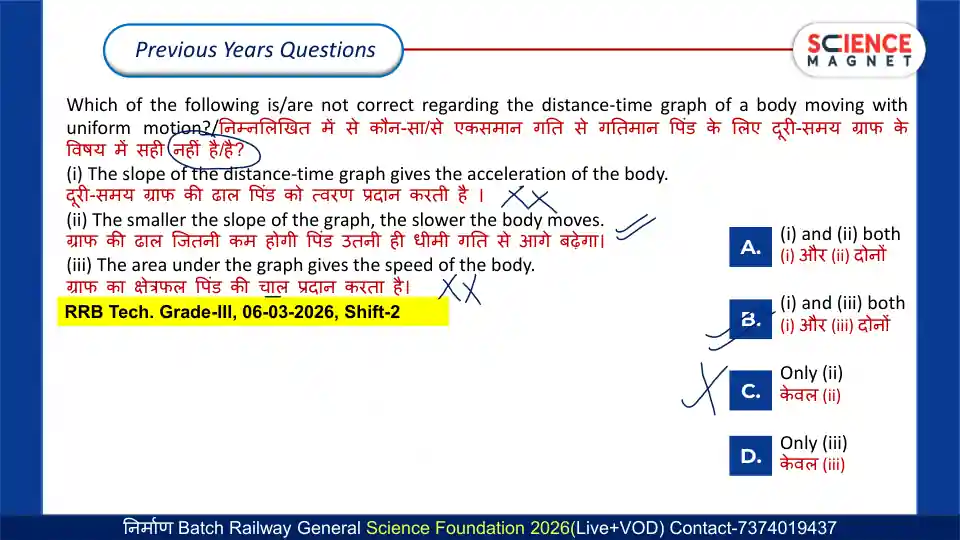 Previous Years Questions
SCIENCE
MAGNET
Which of the following is/are not correct regarding the distance-time graph of a body moving with
uniform motion?/निम्नलिखित में से कौन-सा/से एकसमान गति से गतिमान पिंड के लिए दूरी-समय ग्राफ के
विषय में सही नहीं है/हैं?
(i) The slope of the distance-time graph gives the acceleration of the body.
दूरी-समय ग्राफ की ढाल पिंड को त्वरण प्रदान करती है ।
(ii) The smaller the slope of the graph, the slower the body moves.
ग्राफ की ढाल जितनी कम होगी पिंड उतनी ही धीमी गति से आगे बढ़ेगा।
(iii) The area under the graph gives the speed of the body.
ग्राफ का क्षेत्रफल पिंड की चाल प्रदान करता है।
RRB Tech. Grade-III, 06-03-2026, Shift-2
A. (i) and (ii) both
(i) और (ii) दोनों
B. (i) and (iii) both
(i) और (iii) दोनों
C. Only (ii)
केवल (ii)
D. Only (iii)
केवल (iii)
निर्माण Batch Railway General Science Foundation 2026(Live+VOD) Contact-7374019437